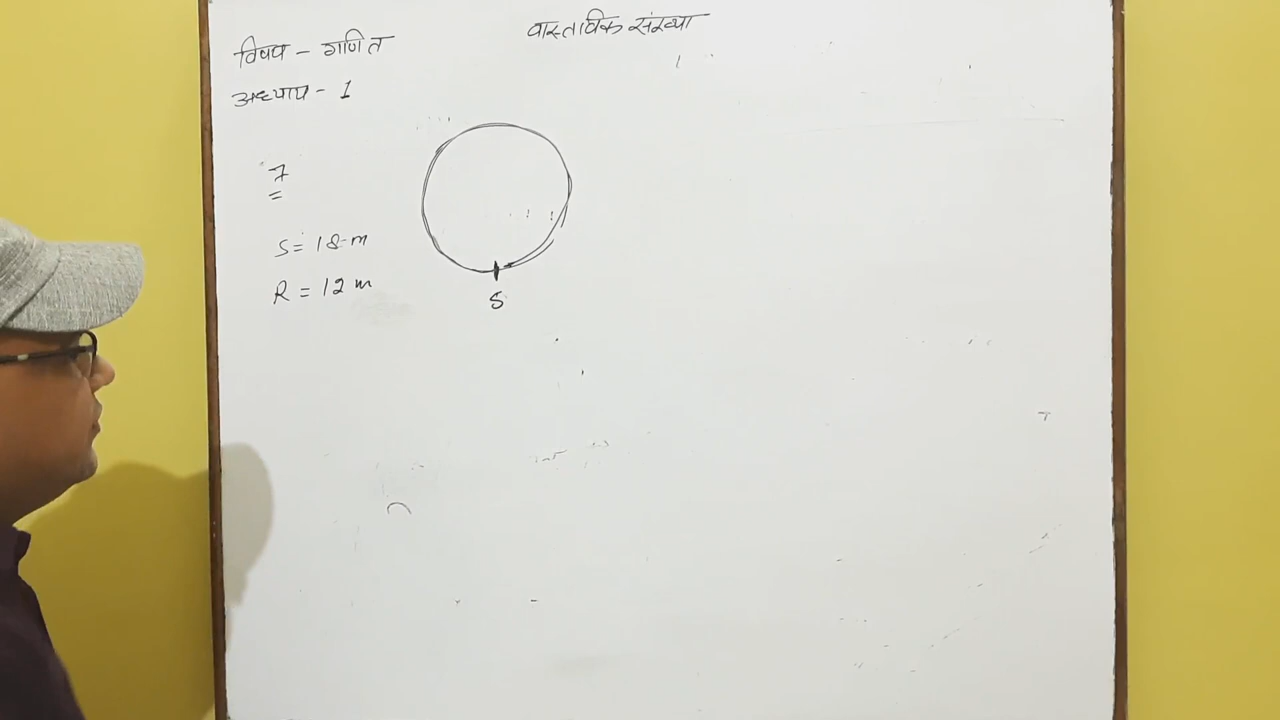 वास्तविक संख्या
विषय - गणित
अध्याय - 1
7
S = 18 m
R = 12 m
S